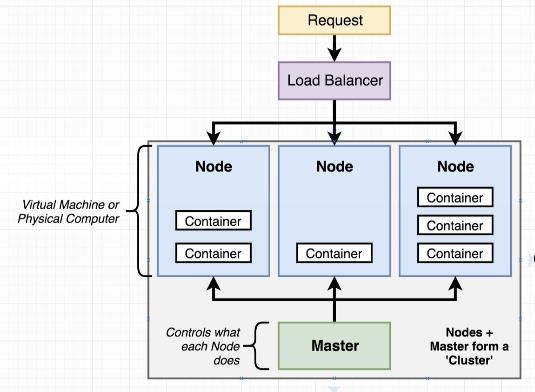 Request
Load Balancer
Node
Node
Node
Container
Container
Container
Container
Container
Container
Virtual Machine or
Physical Computer
Controls what
each Node
does
Master
Nodes +
Master form a
'Cluster'